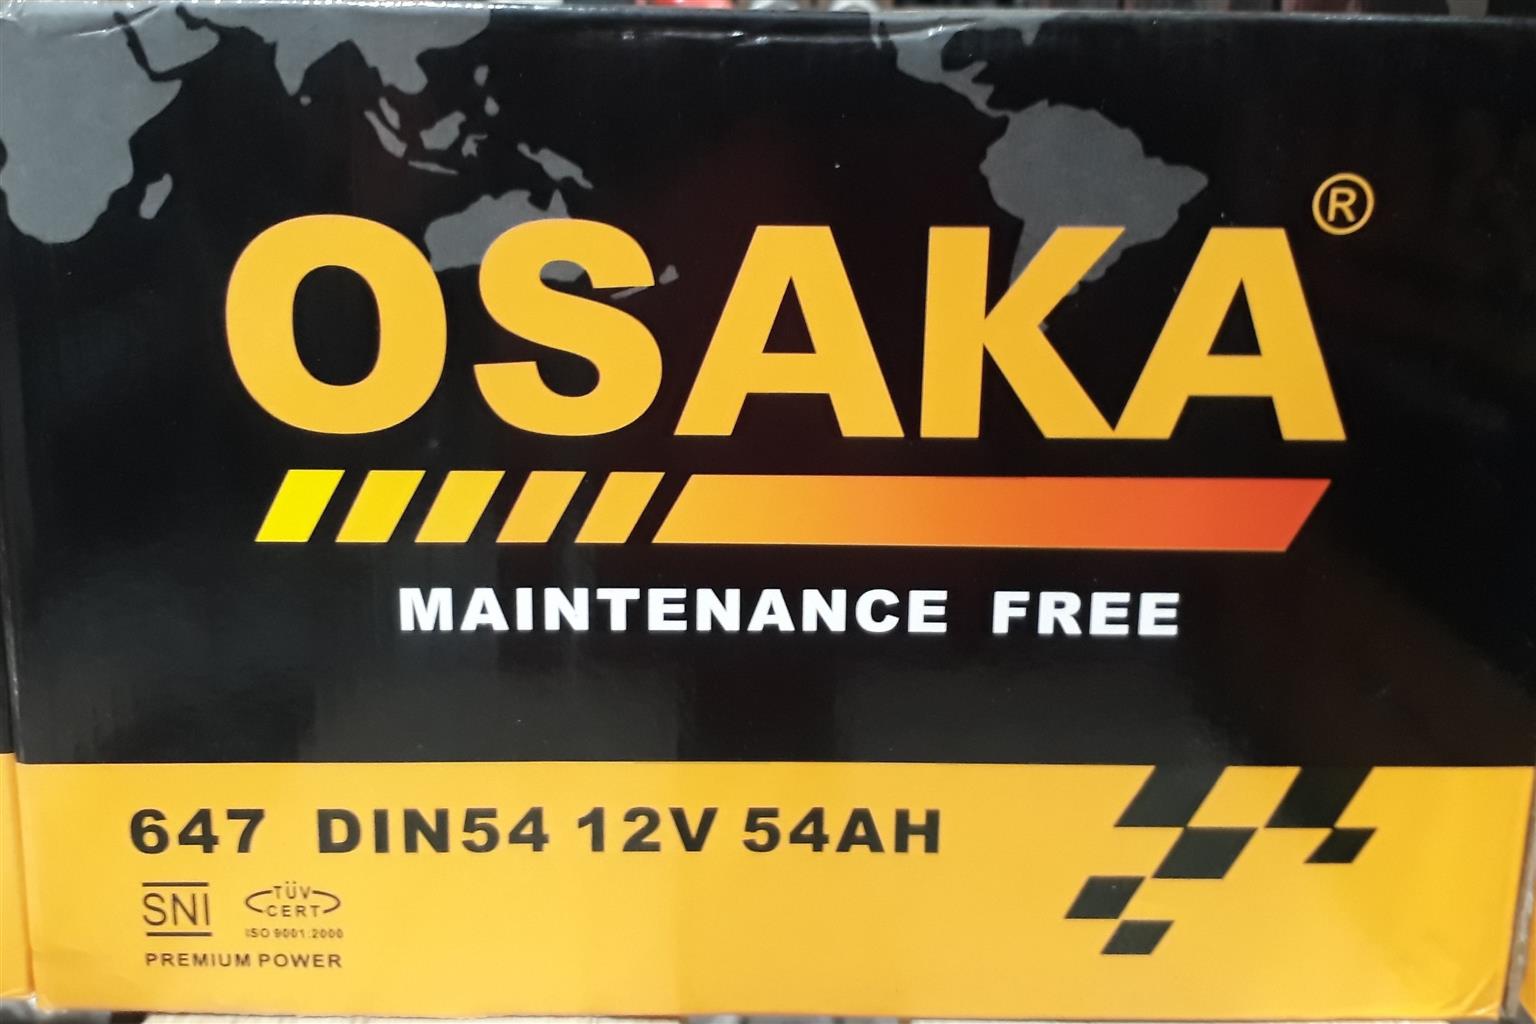 OSAKA ®
MAINTENANCE FREE
647 DIN54 12V 54AH
SNI
TÜV
CERT
ISO 9001:2000
PREMIUM POWER